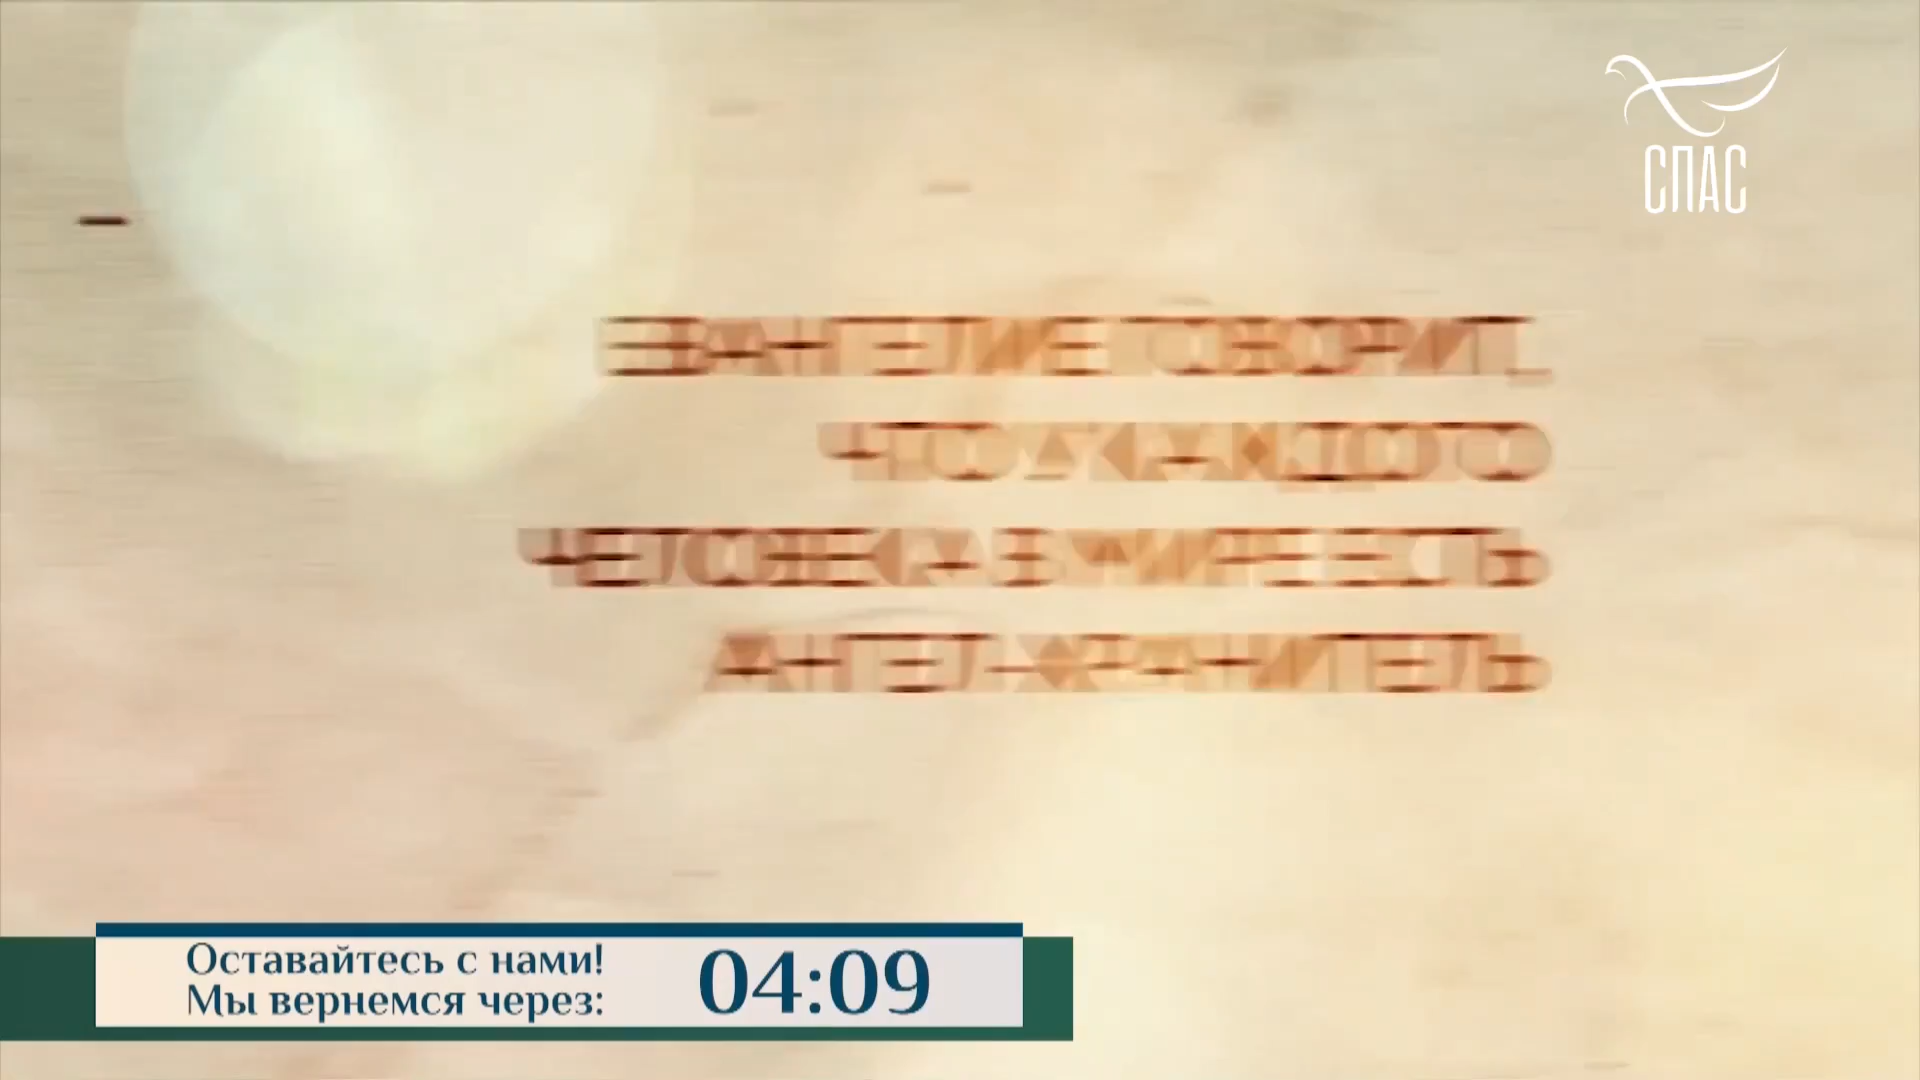 СПАС
ЕВАНГЕЛИЕ ГОВОРИТ,
ЧТО У КАЖДОГО
ЧЕЛОВЕКА В МИРЕ ЕСТЬ
АНГЕЛ-ХРАНИТЕЛЬ
Оставайтесь с нами!
Мы вернемся через:
04:09